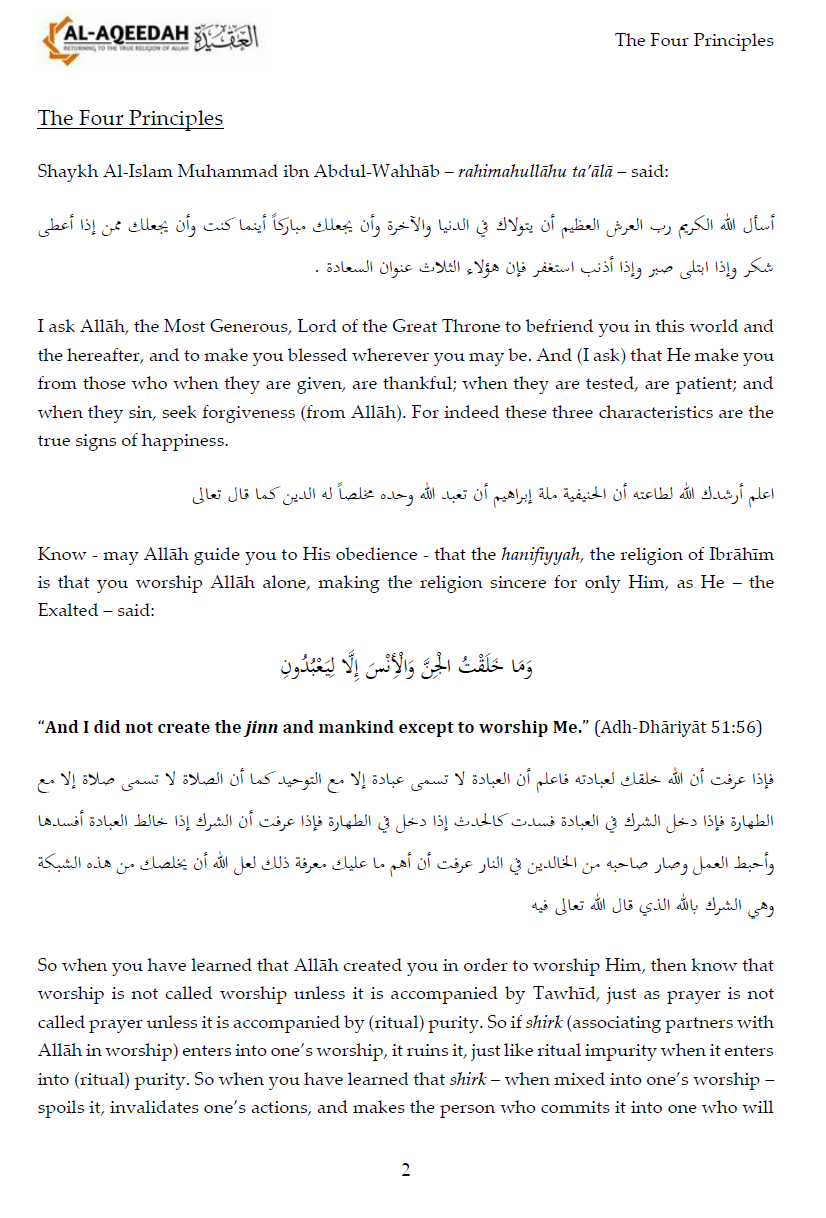 AL-AQEEDAH العقيدة
RETURNING TO THE TRUE RELIGION OF ALLAH
The Four Principles
The Four Principles
Shaykh Al-Islam Muhammad ibn Abdul-Wahhāb – rahimahullāhu ta’ālā – said:
أسأل الله الكريم رب العرش العظيم أن يتولاك في الدنيا والآخرة وأن يجعلك مباركاً أينما كنت وأن يجعلك ممن إذا أعطى
شكر وإذا ابتلى صبر وإذا أذنب استغفر فإن هؤلاء الثلاث عنوان السعادة .
I ask Allāh, the Most Generous, Lord of the Great Throne to befriend you in this world and
the hereafter, and to make you blessed wherever you may be. And (I ask) that He make you
from those who when they are given, are thankful; when they are tested, are patient; and
when they sin, seek forgiveness (from Allāh). For indeed these three characteristics are the
true signs of happiness.
اعلم أرشدك الله لطاعته أن الحنيفية ملة إبراهيم أن تعبد الله وحده مخلصاً له الدين كما قال تعالى
Know - may Allāh guide you to His obedience - that the hanifiyyah, the religion of Ibrāhīm
is that you worship Allāh alone, making the religion sincere for only Him, as He – the
Exalted – said:
وَمَا خَلَقْتُ الْجِنَّ وَالْأِنْسَ إِلَّا لِيَعْبُدُونِ
“And I did not create the jinn and mankind except to worship Me.” (Adh-Dhāriyāt 51:56)
فإذا عرفت أن الله خلقك لعبادته فاعلم أن العبادة لا تسمى عبادة إلا مع التوحيد كما أن الصلاة لا تسمى صلاة إلا مع
الطهارة فإذا دخل الشرك في العبادة فسدت كالحدث إذا دخل في الطهارة فإذا عرفت أن الشرك إذا خالط العبادة أفسدها
وأحبط العمل وصار صاحبه من الخالدين في النار عرفت أن أهم ما عليك معرفة ذلك لعل الله أن يخلصك من هذه الشبكة
وهي الشرك بالله الذي قال الله تعالى فيه
So when you have learned that Allāh created you in order to worship Him, then know that
worship is not called worship unless it is accompanied by Tawhīd, just as prayer is not
called prayer unless it is accompanied by (ritual) purity. So if shirk (associating partners with
Allāh in worship) enters into one’s worship, it ruins it, just like ritual impurity when it enters
into (ritual) purity. So when you have learned that shirk – when mixed into one’s worship –
spoils it, invalidates one’s actions, and makes the person who commits it into one who will
2